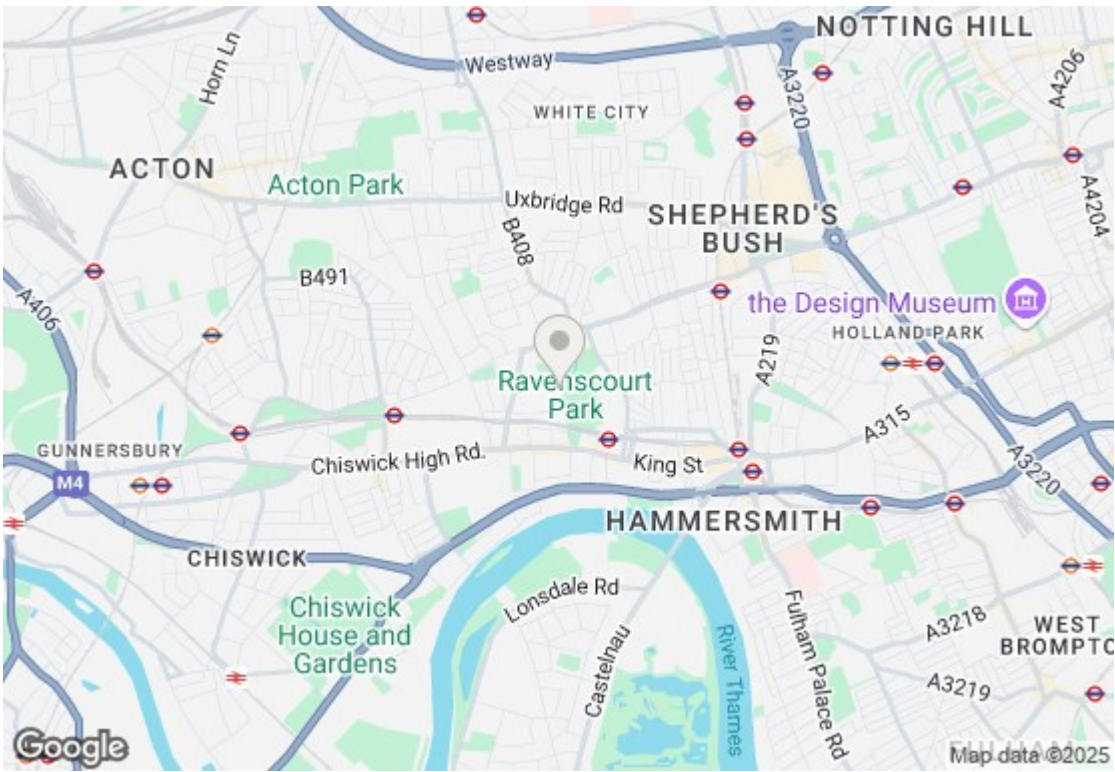 NOTTING HILL
Horn Ln
Westway
A4206
A3220
WHITE CITY
ACTON
Acton Park
Uxbridge Rd
B408
SHEPHERD'S
BUSH
A4204
B491
A406
the Design Museum
HOLLAND PARK
A219
Ravenscourt
Park
A315
GUNNERSBURY
Chiswick High Rd.
King St
A3220
M4
HAMMERSMITH
CHISWICK
Lonsdale Rd
Chiswick
House and
Gardens
Castelnau
River Thames
Fulham Palace Rd
A3218
WEST
BROMPTO
A3219
Google
FULHAM
Map data ©2025